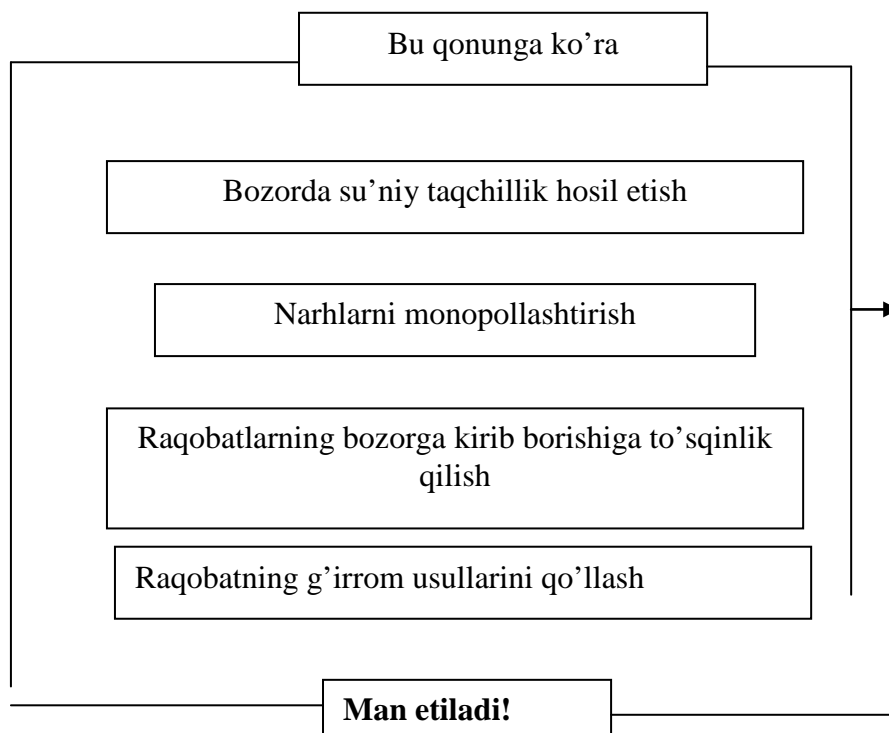 Bu qonunga ko’ra
Bozorda su’niy taqchillik hosil etish
Narhlarni monopollashtirish
Raqobatlarning bozorga kirib borishiga to’sqinlik
qilish
Raqobatning g’irrom usullarini qo’llash
Man etiladi!